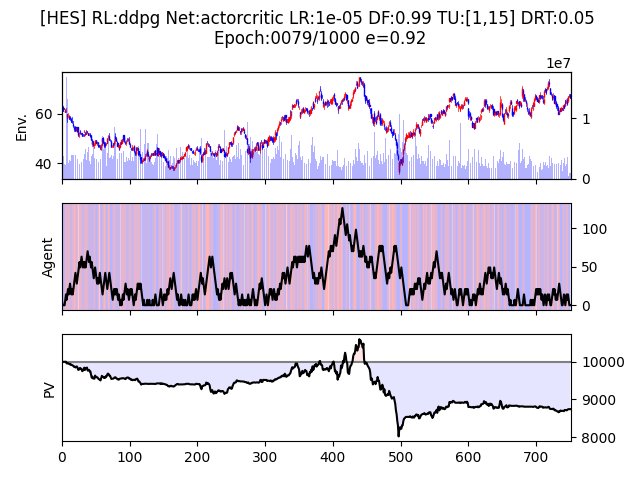 [HES] RL:ddpg Net:actorcritic LR:1e-05 DF:0.99 TU:[1,15] DRT:0.05
Epoch:0079/1000 e=0.92
1e7
Env.
60
40
1
0
Agent
100
50
0
PV
10000
9000
8000
0 100 200 300 400 500 600 700